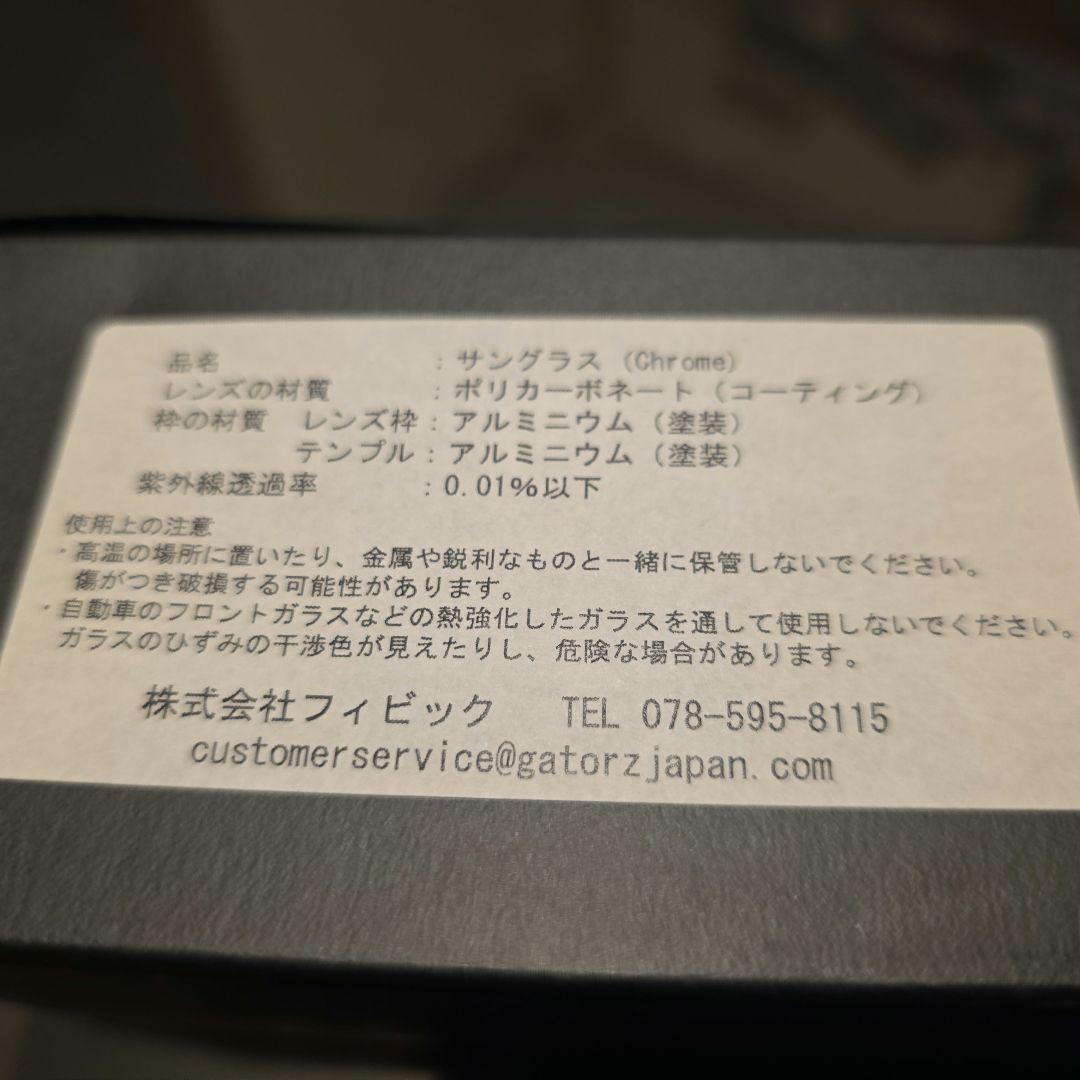 品名 : サングラス (Chrome)
レンズの材質 : ポリカーボネート (コーティング)
枠の材質 レンズ枠 : アルミニウム (塗装)
テンプル : アルミニウム (塗装)
紫外線透過率 : 0.01%以下
使用上の注意
・高温の場所に置いたり、金属や鋭利なものと一緒に保管しないでください。
傷がつき破損する可能性があります。
・自動車のフロントガラスなどの熱強化したガラスを通して使用しないでください。
ガラスのひずみの干渉色が見えたりし、危険な場合があります。
株式会社フィビック TEL 078-595-8115
customerservice@gatorzjapan.com